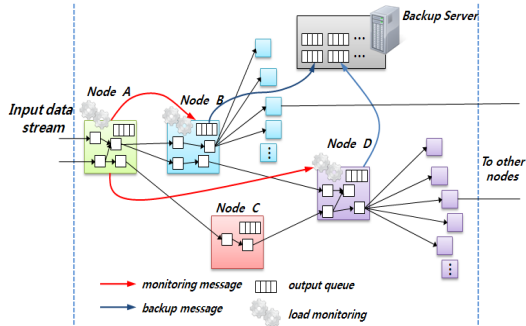 Backup Server
Node A
Node B
Input data
stream
Node D
To other
nodes
Node C
monitoring message
output queue
backup message
load monitoring